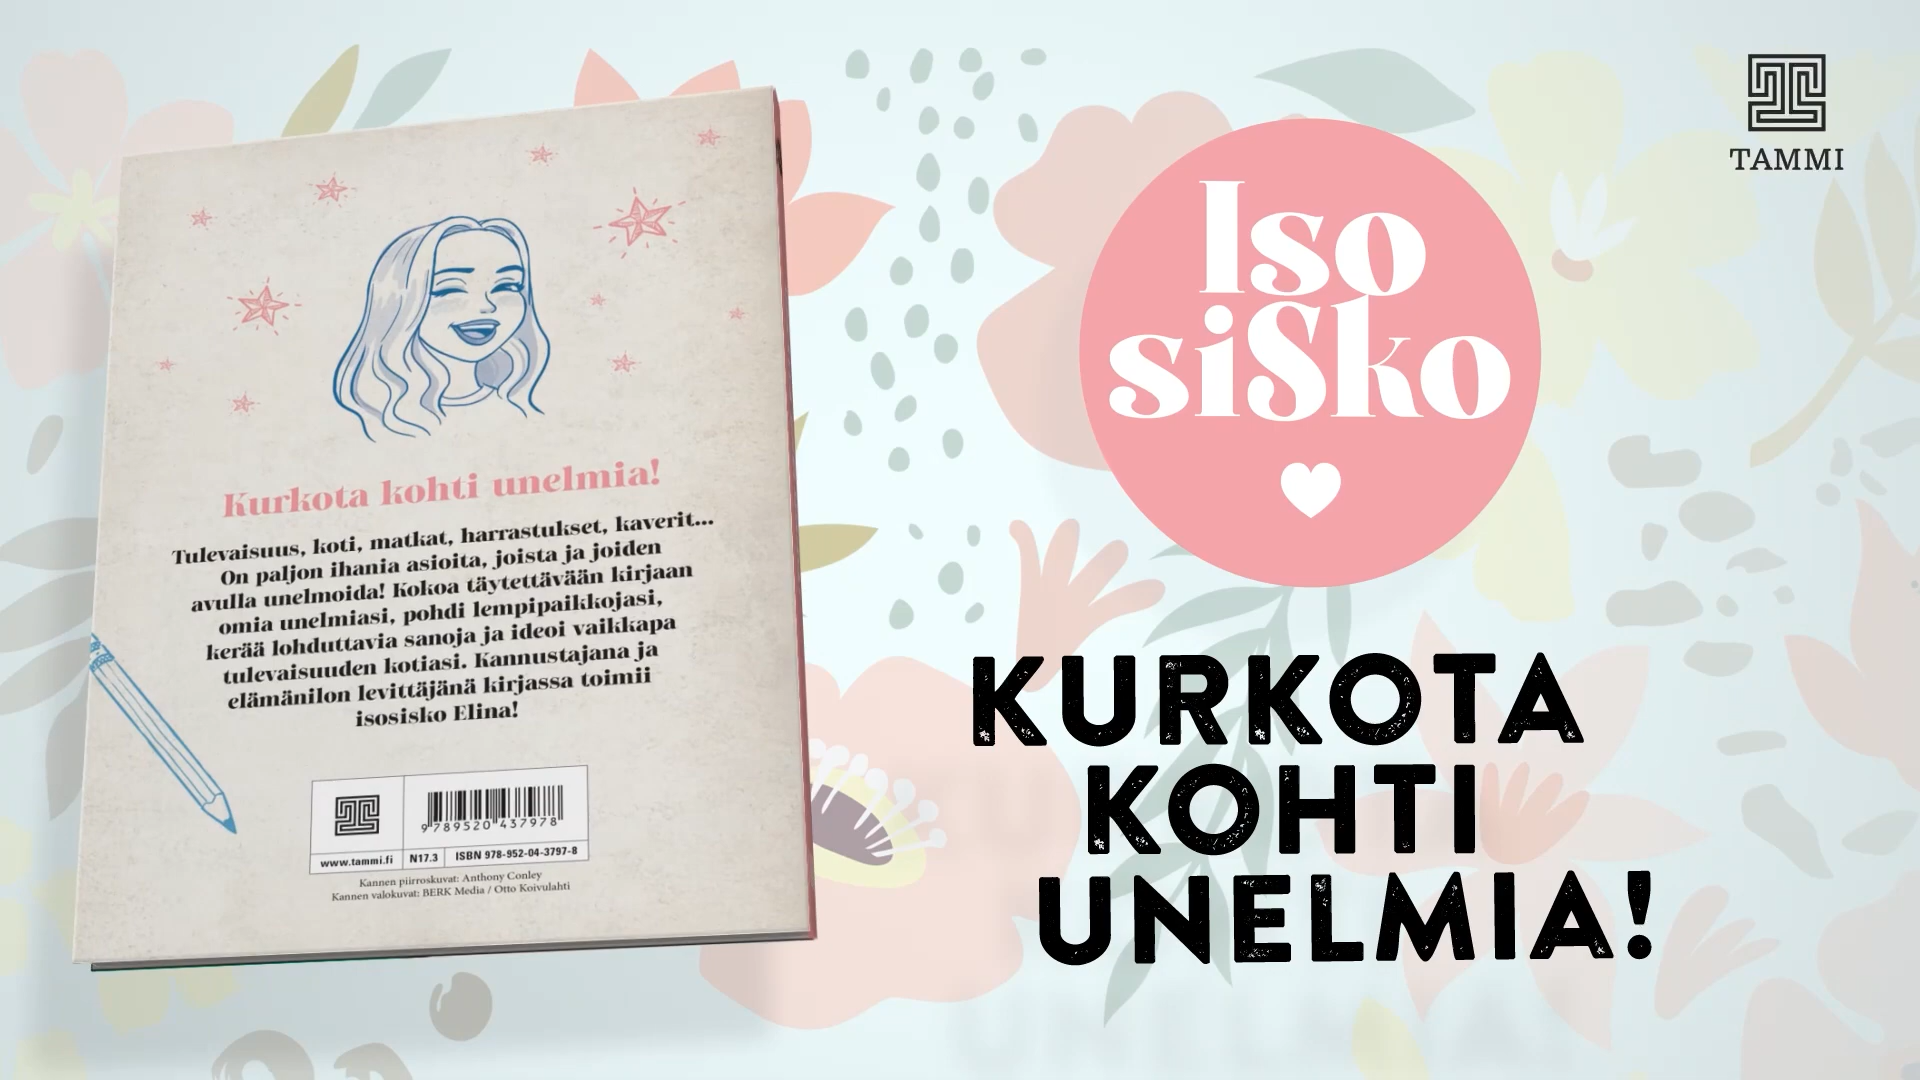 Kurkota kohti unelmia!
Tulevaisuus, koti, matkat, harrastukset, kaverit...
On paljon ihania asioita, joista ja joiden
avulla unelmoida! Kokoa täytettävään kirjaan
omia unelmiasi, pohdi lempipaikkojasi,
kerää lohduttavia sanoja ja ideoi vaikkapa
tulevaisuuden kotiasi. Kannustajana ja
elämänilon levittäjänä kirjassa toimii
isosisko Elina!
9 789520 437978
www.tammi.fi N17.3 ISBN 978-952-04-3797-8
Kannen piirroskuvat: Anthony Conley
Kannen valokuvat: BERK Media / Otto Koivulahti
Iso
siSko
KURKOTA
KOHTI
UNELMIA!
TAMMI